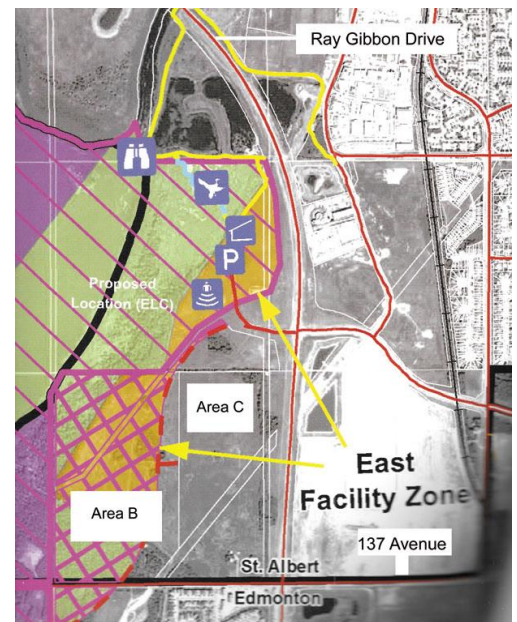 Ray Gibbon Drive
P
Proposed
Location (ELC)
Area C
East
Facility Zone
Area B
137 Avenue
St. Albert
Edmonton